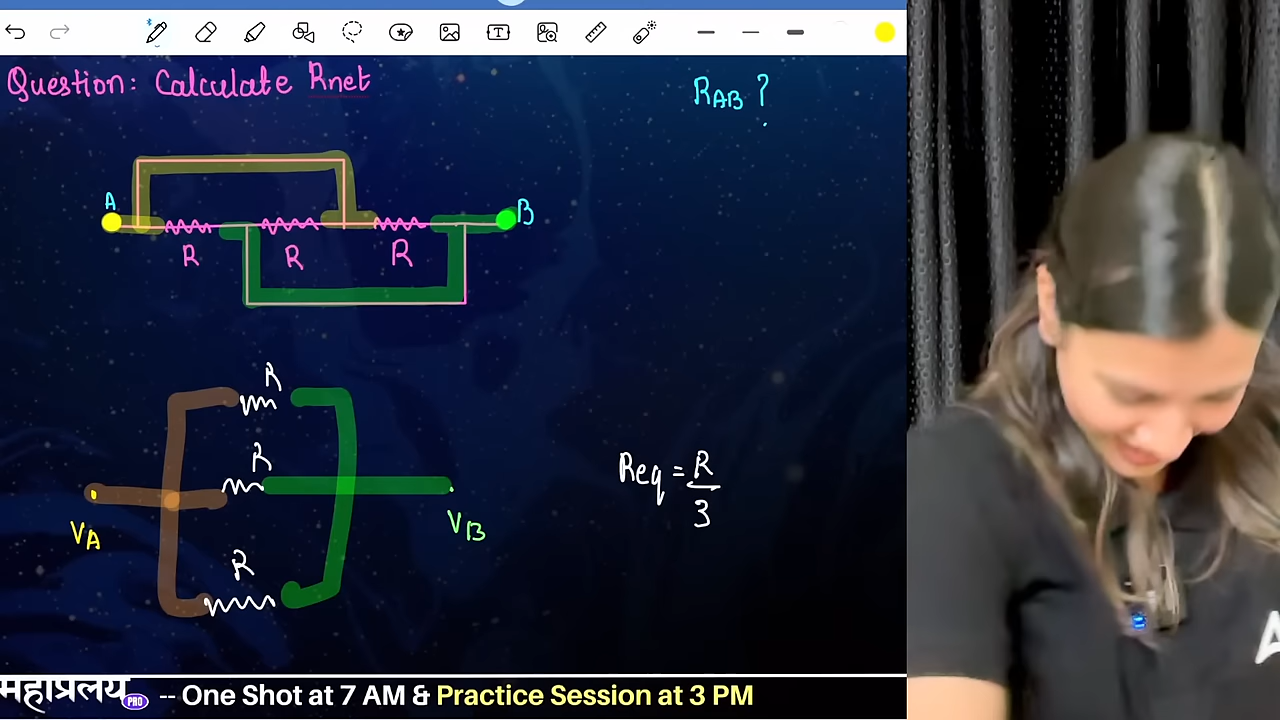 Question: Calculate Rnet
RAB ?
A
B
R
R
R
R
R
R
VA
VB
Req = R/3
महाप्रलय PRO -- One Shot at 7 AM & Practice Session at 3 PM
A